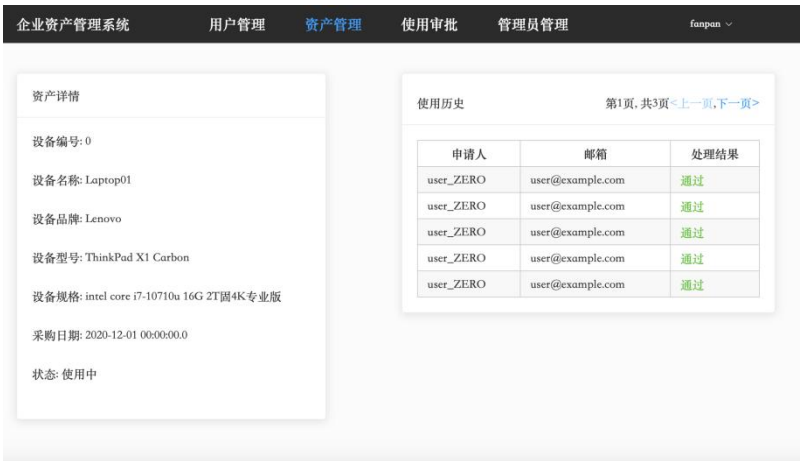 企业资产管理系统 用户管理 资产管理 使用审批 管理员管理 fanpan
资产详情
设备编号: 0
设备名称: Laptop01
设备品牌: Lenovo
设备型号: ThinkPad X1 Carbon
设备规格: intel core i7-10710u 16G 2T固4K专业版
采购日期: 2020-12-01 00:00:00.0
状态: 使用中
使用历史 第1页, 共3页<上一页,下一页>
申请人 邮箱 处理结果
user_ZERO user@example.com 通过
user_ZERO user@example.com 通过
user_ZERO user@example.com 通过
user_ZERO user@example.com 通过
user_ZERO user@example.com 通过